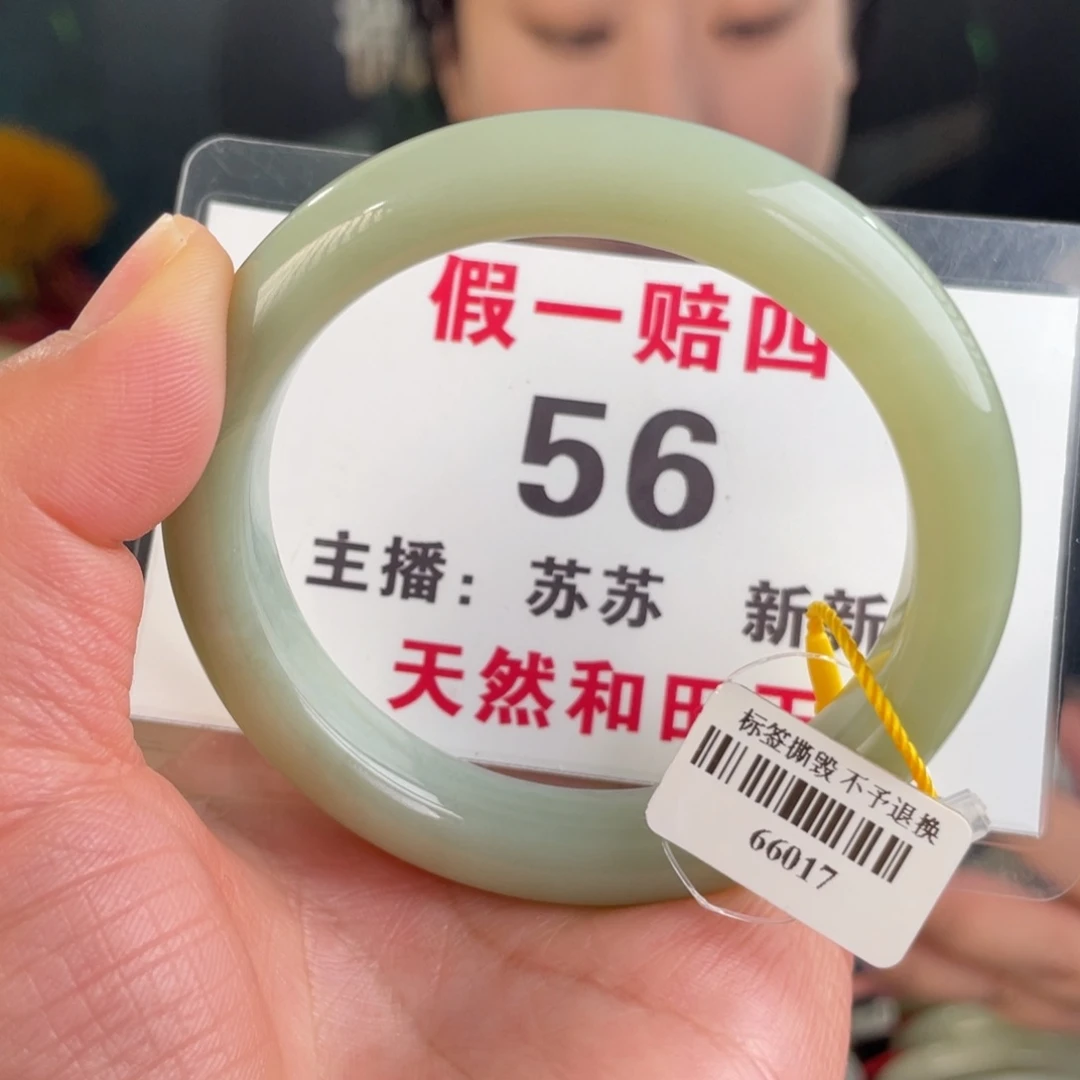 假一赔四
56
主播：苏苏 新新
天然和田玉
标签撕毁 不予退换
66017